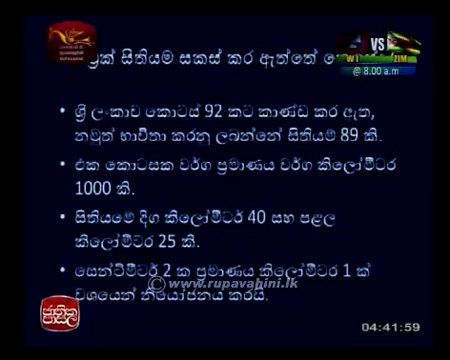 VS
ZIM
@ 8.00 a.m
සිතියම සකස් කර ඇත්තේ
• ශ්‍රී ලංකාව කොටස් 92 කට කාණ්ඩ කර ඇත,
නමුත් භාවිතා කරනු ලබන්නේ සිතියම් 89 කි.
• එක කොටසක වර්ග ප්‍රමාණය වර්ග කිලෝමීටර
1000 කි.
• සිතියමේ දිග කිලෝමීටර් 40 සහ පළල
කිලෝමීටර 25 කි.
• සෙන්ටිමීටර් 2 ක ප්‍රමාණය කිලෝමීටර 1 ක්
වශයෙන් නියෝජනය කරයි.
© www.rupavahini.lk
ජාතික
පාසල
04:41:59